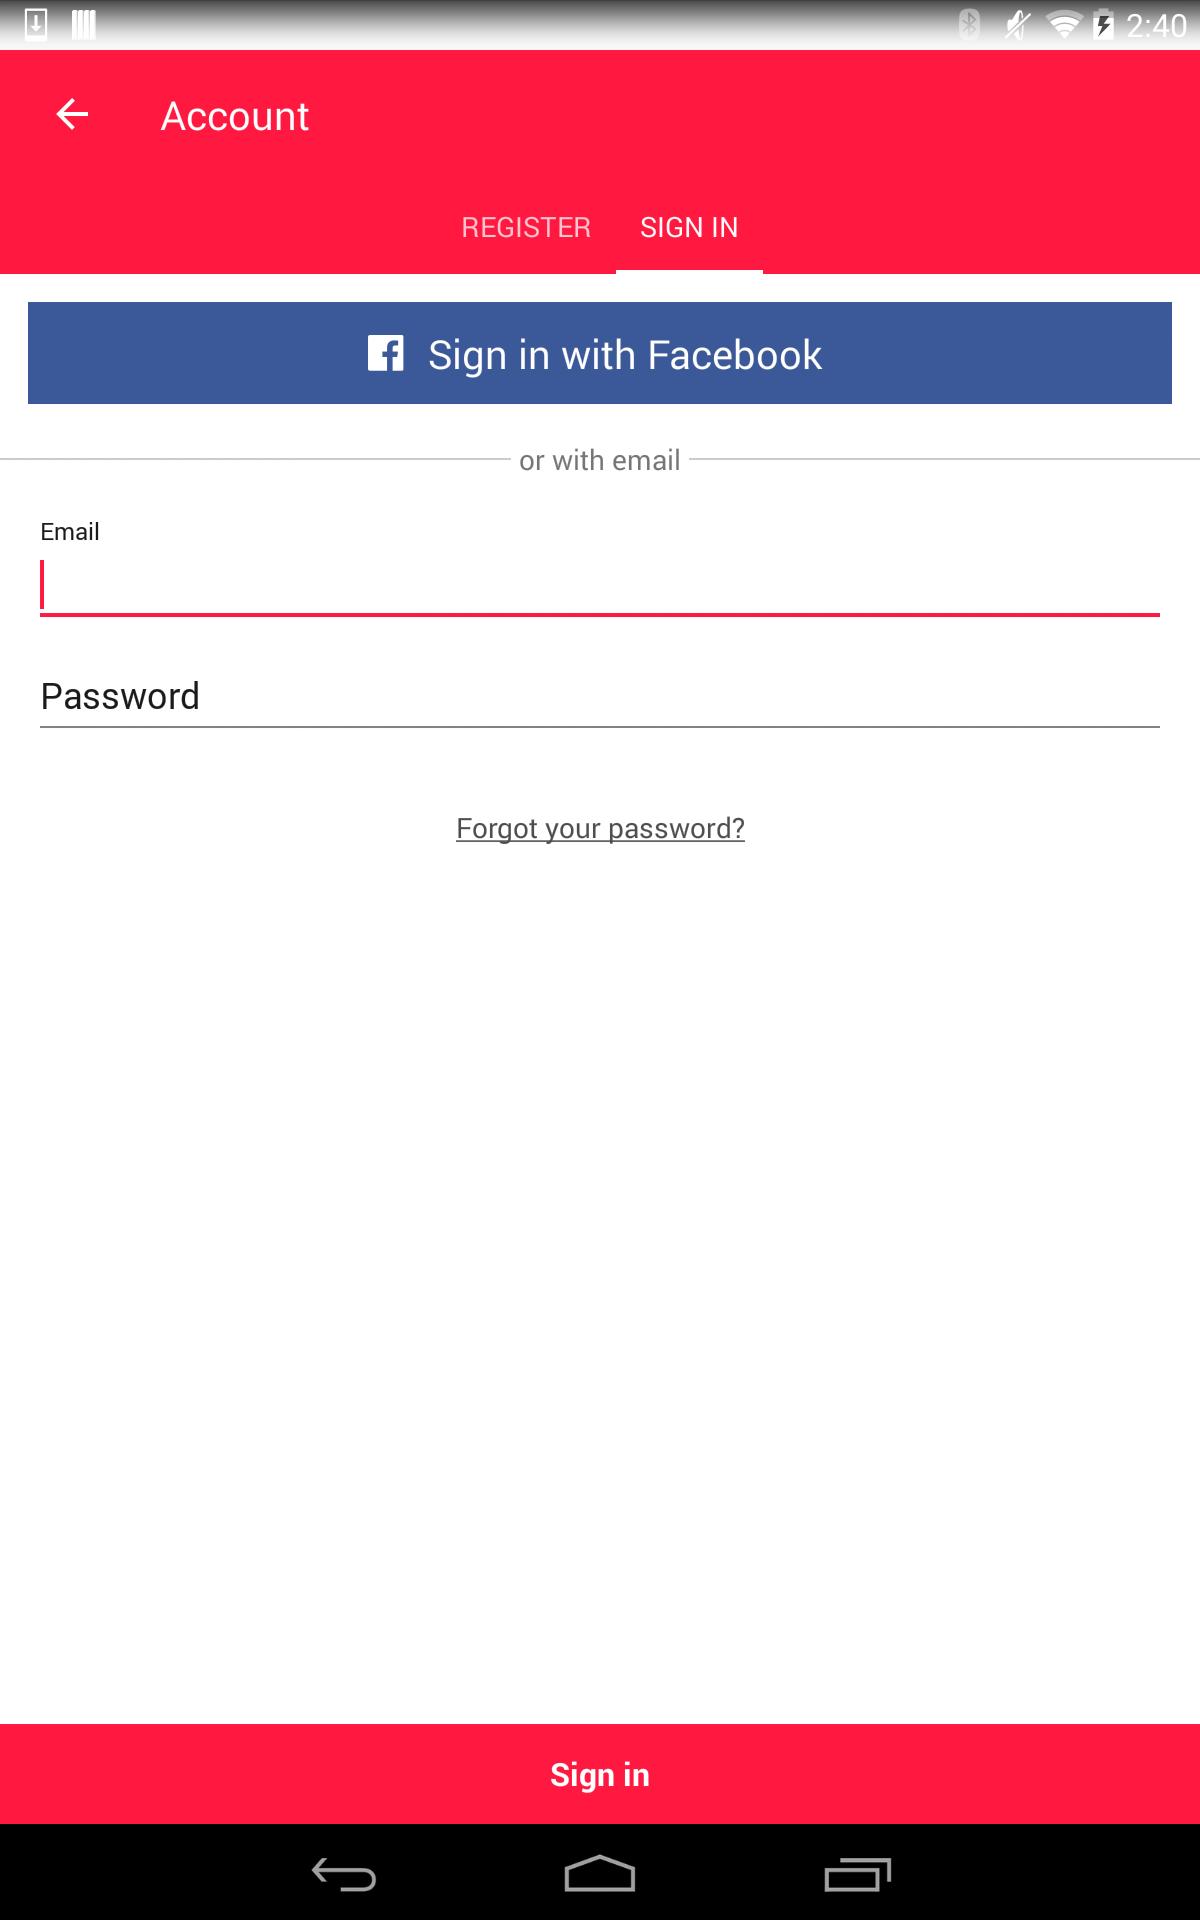 2:40
Account
REGISTER SIGN IN
Sign in with Facebook
or with email
Email
Password
Forgot your password?
Sign in